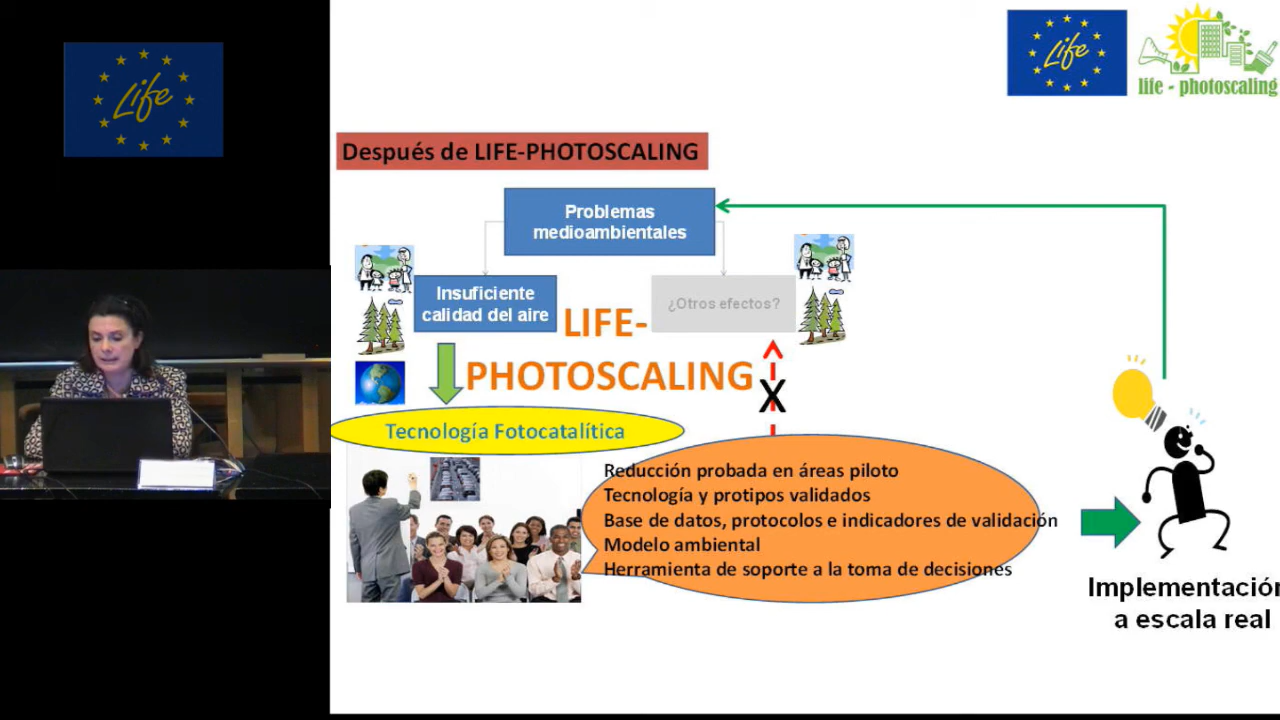 Life
Life
life - photoscaling
Después de LIFE-PHOTOSCALING
Problemas
medioambientales
Insuficiente
calidad del aire
¿Otros efectos?
LIFE-
PHOTOSCALING
X
Tecnología Fotocatalítica
Reducción probada en áreas piloto
Tecnología y protipos validados
Base de datos, protocolos e indicadores de validación
Modelo ambiental
Herramienta de soporte a la toma de decisiones
Implementación
a escala real